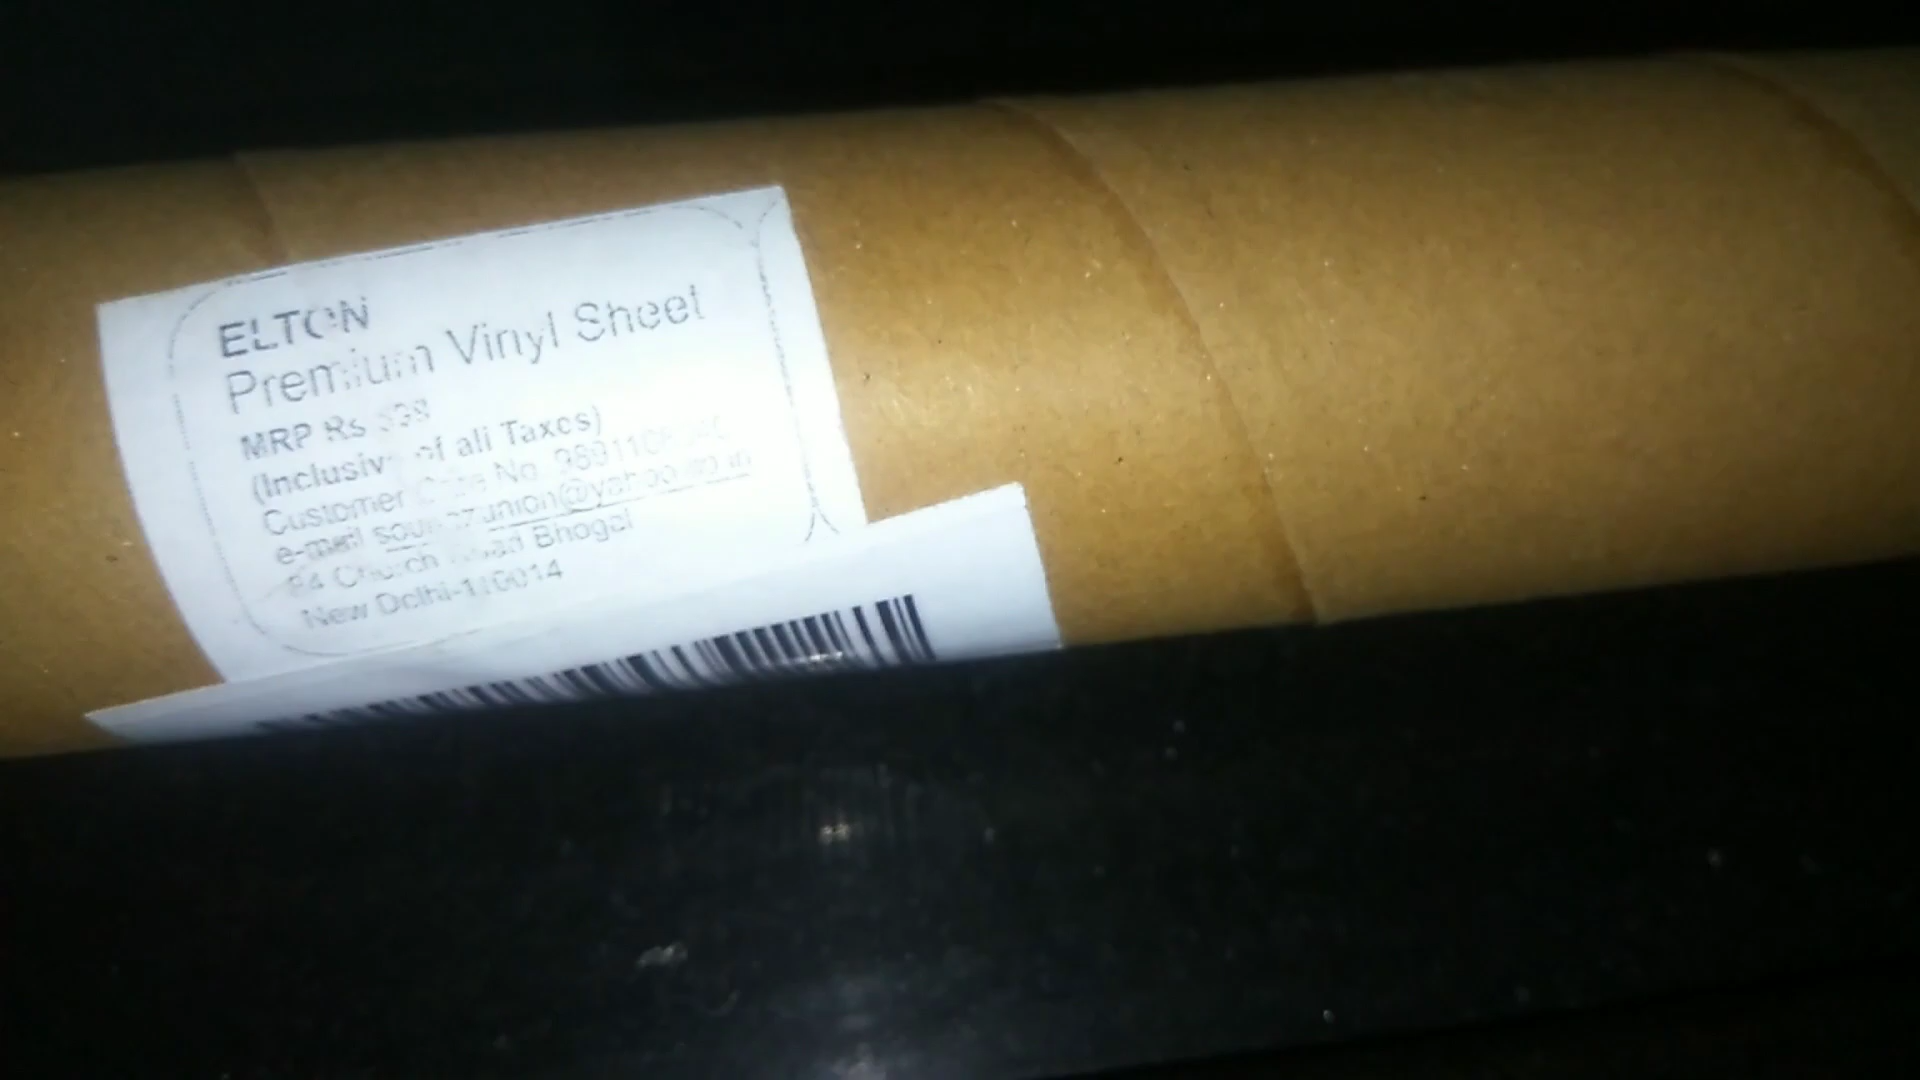 ELTON
Premium Vinyl Sheet
MRP Rs
(Inclusive of all Taxes)
Customer Care No
e-mail
Church Road Bhogal
New Delhi-110014